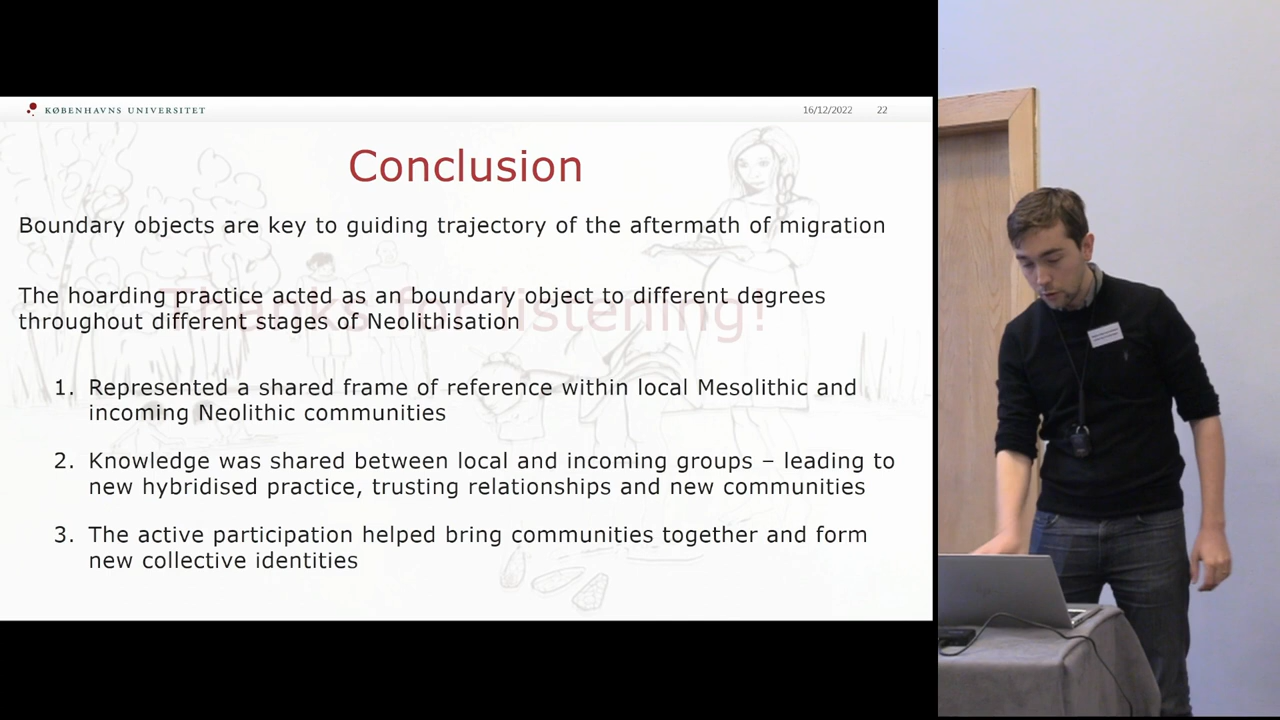 KØBENHAVNS UNIVERSITET
16/12/2022 22
Conclusion
Boundary objects are key to guiding trajectory of the aftermath of migration
Thanks for listening!
The hoarding practice acted as an boundary object to different degrees
throughout different stages of Neolithisation
1. Represented a shared frame of reference within local Mesolithic and
incoming Neolithic communities
2. Knowledge was shared between local and incoming groups – leading to
new hybridised practice, trusting relationships and new communities
3. The active participation helped bring communities together and form
new collective identities